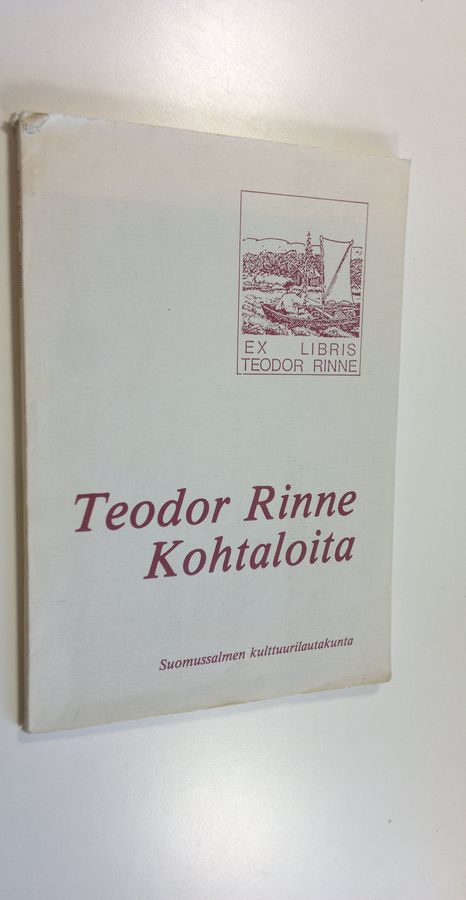 EX LIBRIS
TEODOR RINNE
Teodor Rinne
Kohtaloita
Suomussalmen kulttuurilautakunta